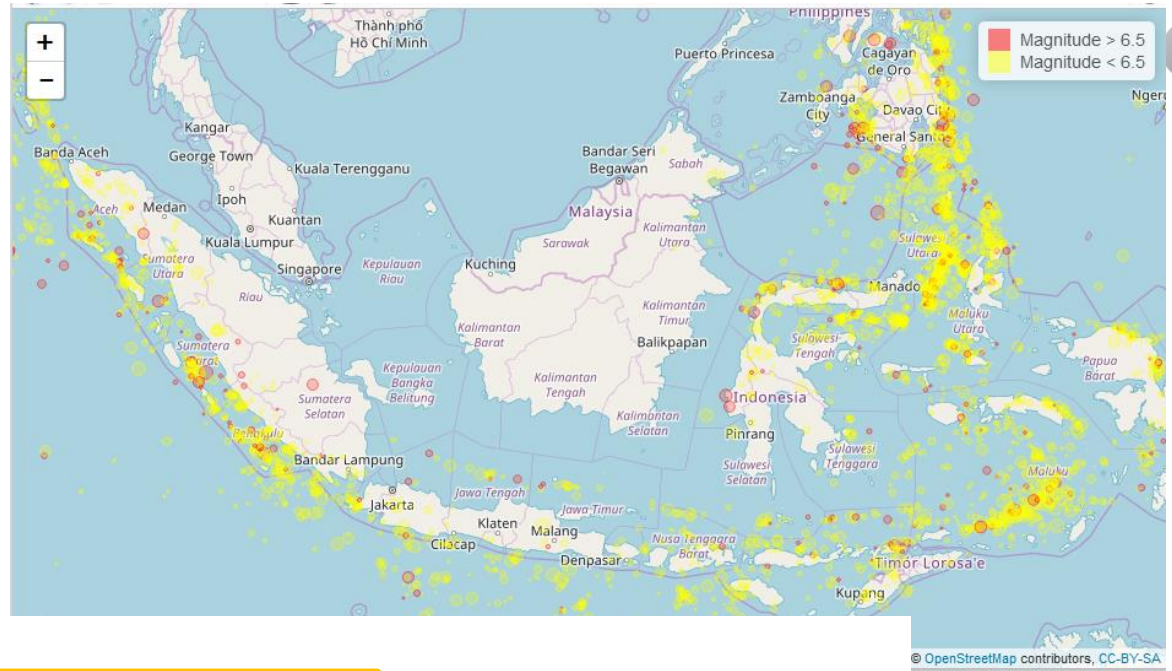 Thành phố
Hồ Chí Minh
Philippines
+
−
Magnitude > 6.5
Magnitude < 6.5
Puerto Princesa
Cagayan
de Oro
Zamboanga
City
Davao City
General Santos
Kangar
Banda Aceh
George Town
Kuala Terengganu
Bandar Seri
Begawan
Sabah
Aceh
Medan
Ipoh
Kuantan
Kuala Lumpur
Malaysia
Kalimantan
Utara
Sarawak
Sumatera
Utara
Singapore
Kepulauan
Riau
Kuching
Sulawesi
Utara
Riau
Manado
Kalimantan
Timur
Maluku
Utara
Kalimantan
Barat
Balikpapan
Sulawesi
Tengah
Sumatera
Barat
Papua
Barat
Kepulauan
Bangka
Belitung
Kalimantan
Tengah
Sumatera
Selatan
Indonesia
Kalimantan
Selatan
Bengkulu
Pinrang
Bandar Lampung
Sulawesi
Selatan
Sulawesi
Tenggara
Maluku
Jakarta
Jawa Tengah
Jawa Timur
Klaten
Malang
Cilacap
Nusa Tenggara
Barat
Denpasar
Timór Lorosa'e
Kupang
© OpenStreetMap contributors, CC-BY-SA